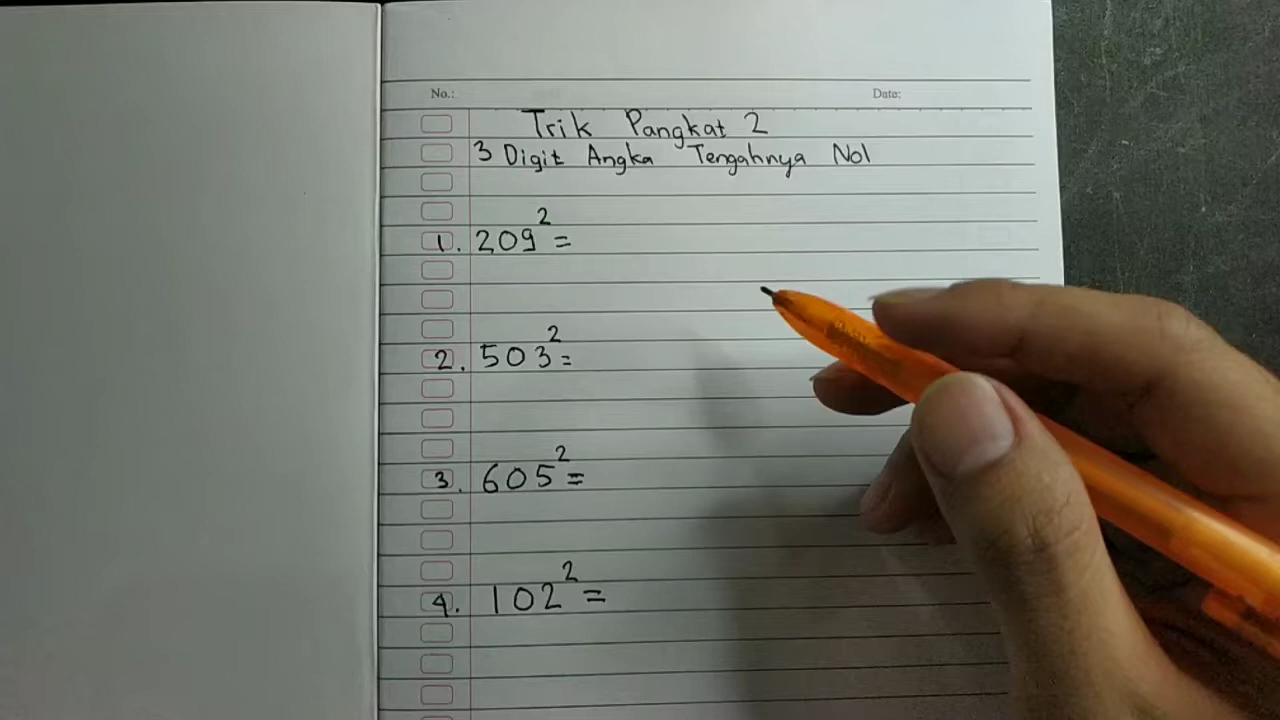 No.: Date:
Trik Pangkat 2
3 Digit Angka Tengahnya Nol
1. 209² =
2. 503² =
3. 605² =
4. 102² =